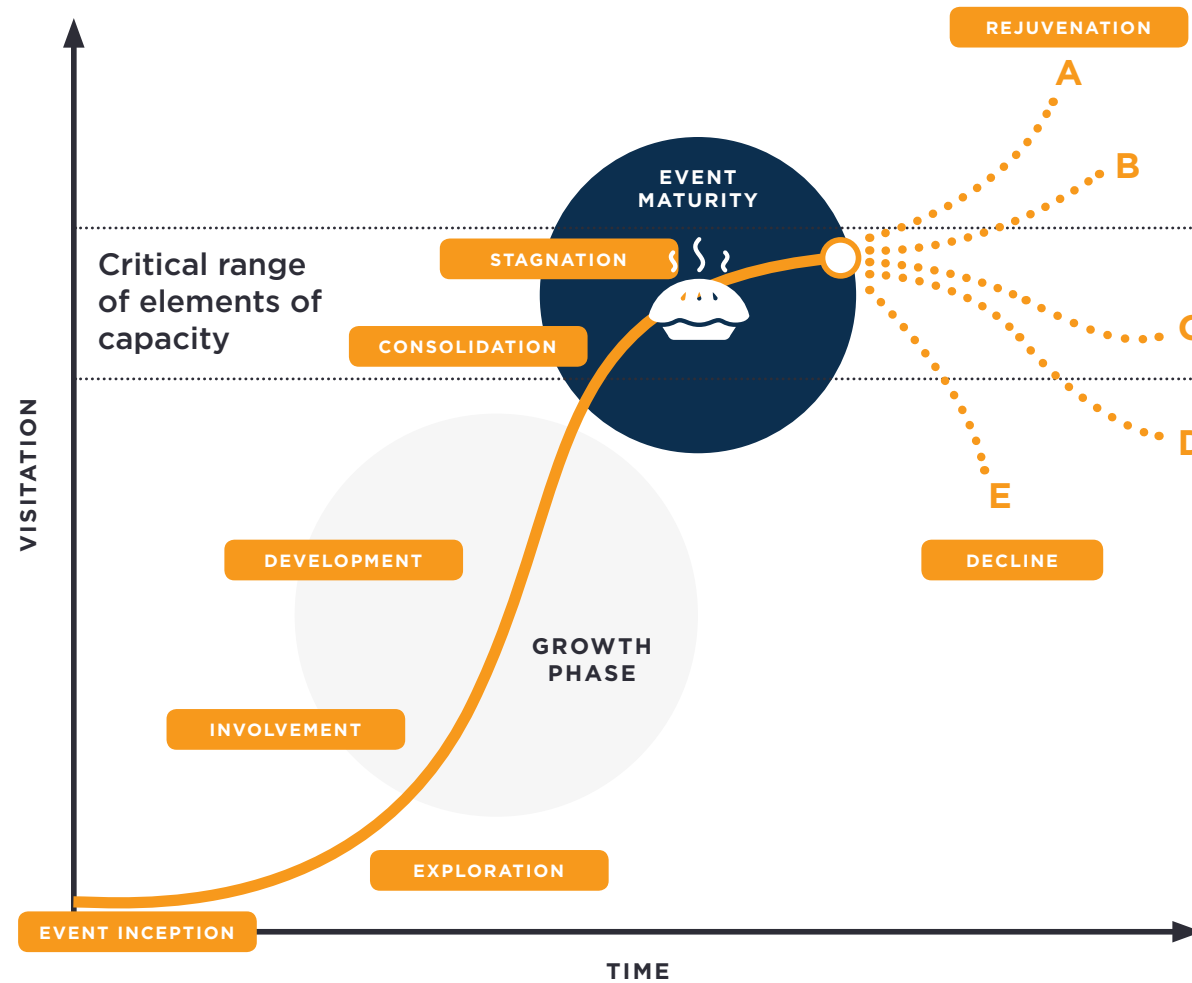 REJUVENATION
A
B
EVENT
MATURITY
STAGNATION
Critical range
of elements of
capacity
CONSOLIDATION
C
D
E
VISITATION
DEVELOPMENT
DECLINE
GROWTH
PHASE
INVOLVEMENT
EXPLORATION
EVENT INCEPTION
TIME